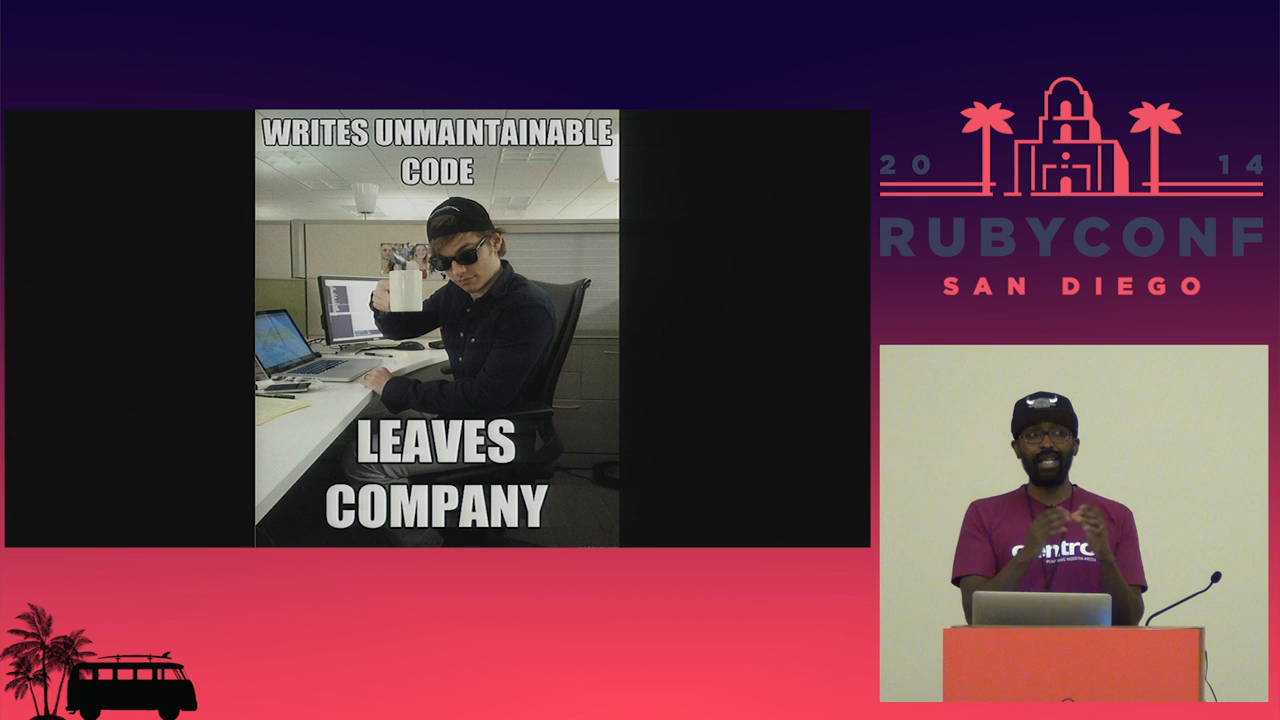 WRITES UNMAINTAINABLE
CODE
LEAVES
COMPANY
20 14
RUBYCONF
SAN DIEGO